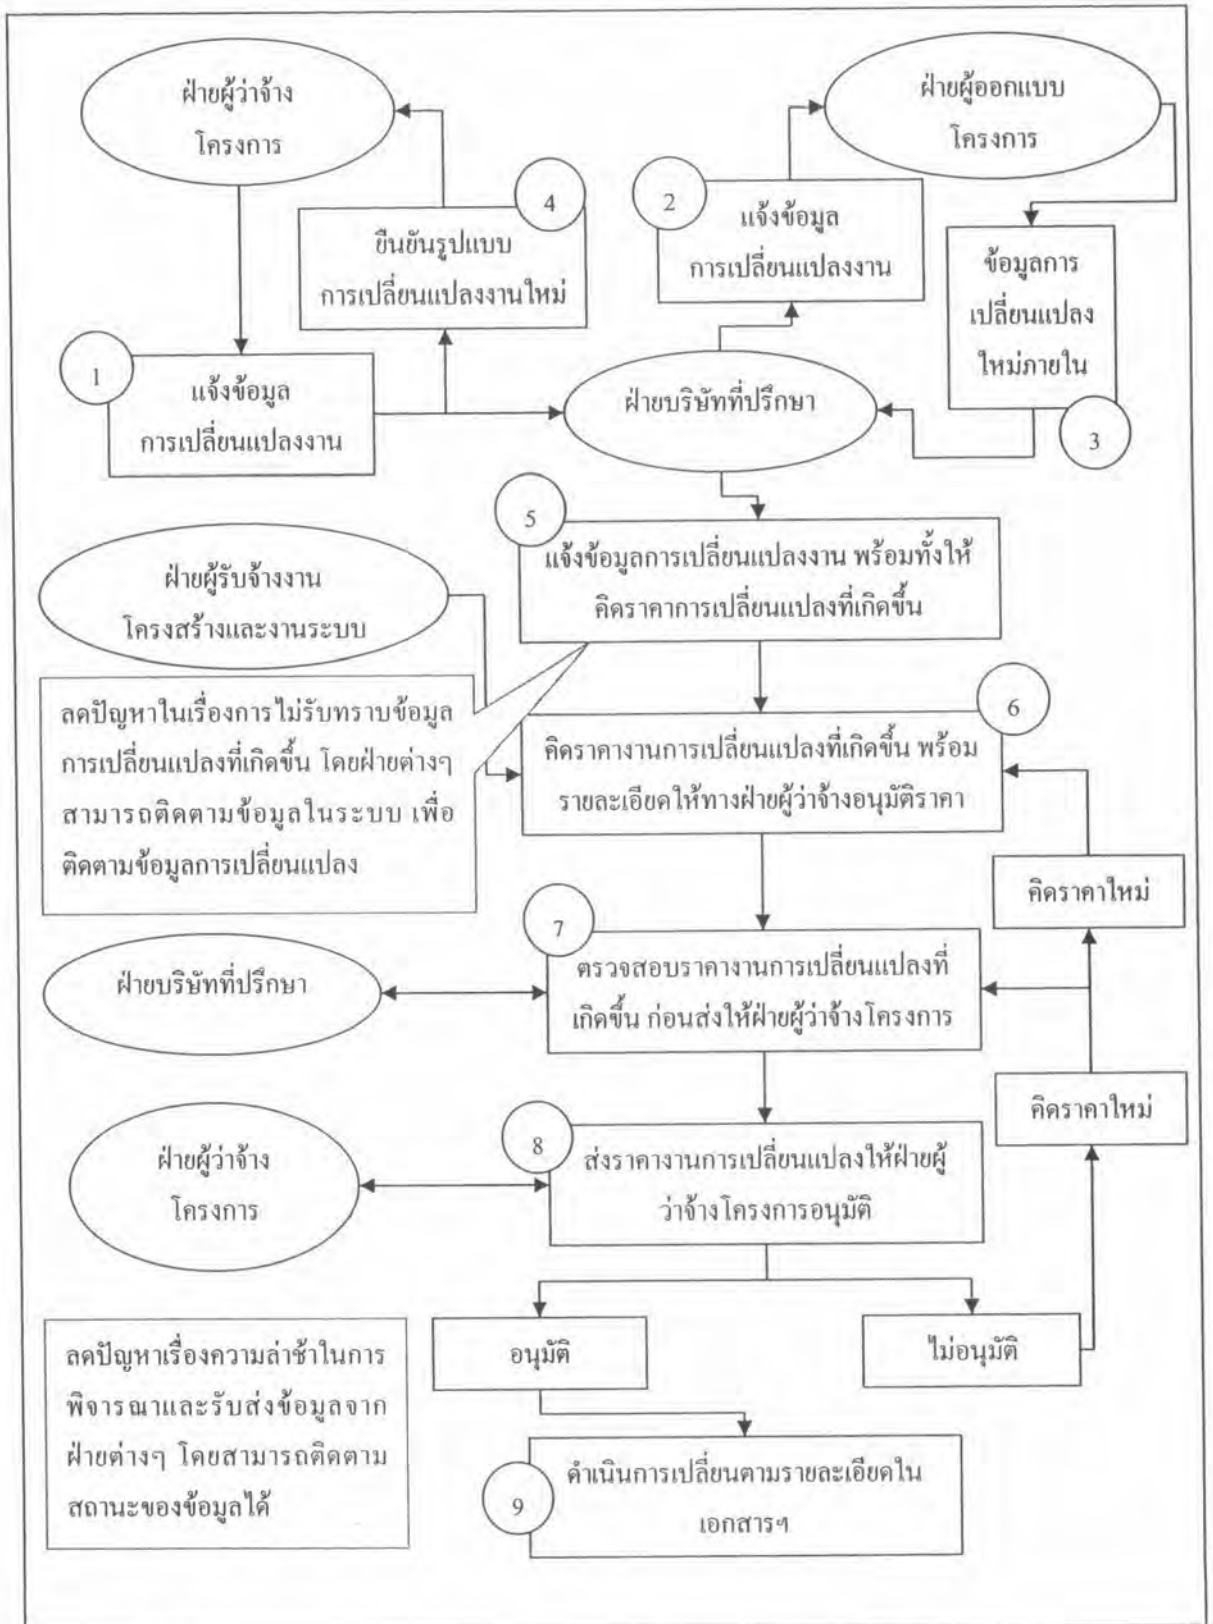 ฝ่ายผู้ว่าจ้าง
โครงการ
ฝ่ายผู้ออกแบบ
โครงการ
4
ยืนยันรูปแบบ
การเปลี่ยนแปลงงานใหม่
2
แจ้งข้อมูล
การเปลี่ยนแปลงงาน
ข้อมูลการ
เปลี่ยนแปลง
ใหม่ภายใน
3
1
แจ้งข้อมูล
การเปลี่ยนแปลงงาน
ฝ่ายบริษัทที่ปรึกษา
5
แจ้งข้อมูลการเปลี่ยนแปลงงาน พร้อมทั้งให้
คิดราคาการเปลี่ยนแปลงที่เกิดขึ้น
ฝ่ายผู้รับจ้างงาน
โครงสร้างและงานระบบ
ลดปัญหาในเรื่องการไม่รับทราบข้อมูล
การเปลี่ยนแปลงที่เกิดขึ้น โดยฝ่ายต่างๆ
สามารถติดตามข้อมูลในระบบ เพื่อ
ติดตามข้อมูลการเปลี่ยนแปลง
6
คิดราคางานการเปลี่ยนแปลงที่เกิดขึ้น พร้อม
รายละเอียดให้ทางฝ่ายผู้ว่าจ้างอนุมัติราคา
คิดราคาใหม่
7
ตรวจสอบราคางานการเปลี่ยนแปลงที่
เกิดขึ้น ก่อนส่งให้ฝ่ายผู้ว่าจ้างโครงการ
ฝ่ายบริษัทที่ปรึกษา
คิดราคาใหม่
8
ส่งราคางานการเปลี่ยนแปลงให้ฝ่ายผู้
ว่าจ้างโครงการอนุมัติ
ฝ่ายผู้ว่าจ้าง
โครงการ
อนุมัติ
ไม่อนุมัติ
ลดปัญหาเรื่องความล่าช้าในการ
พิจารณาและรับส่งข้อมูลจาก
ฝ่ายต่างๆ โดยสามารถติดตาม
สถานะของข้อมูลได้
9
ดำเนินการเปลี่ยนตามรายละเอียดใน
เอกสารฯ